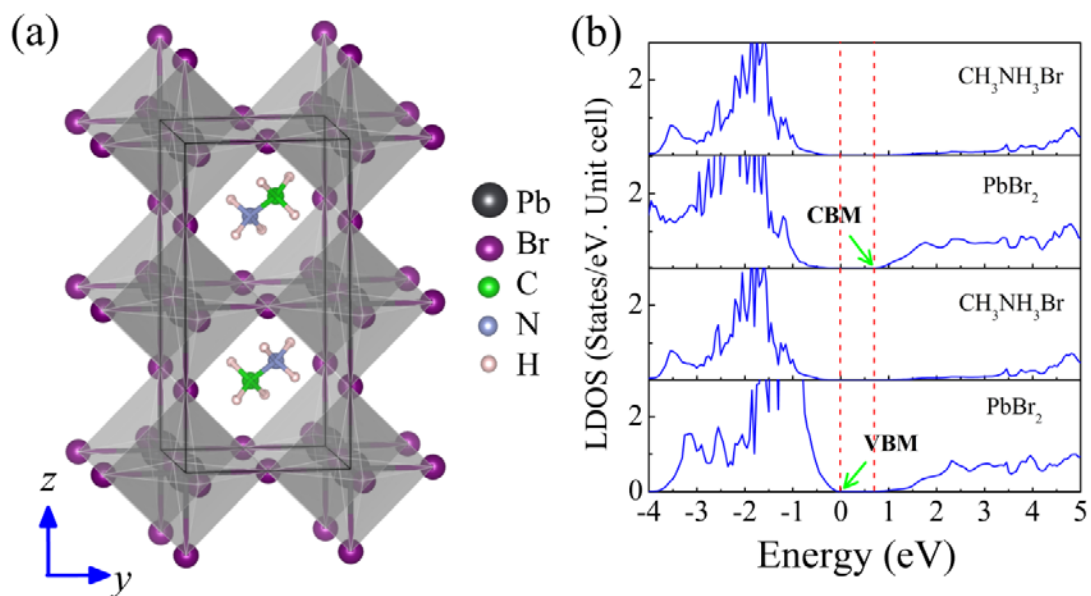 (a)
Pb
Br
C
N
H
z
y
(b)
LDOS (States/eV. Unit cell)
2
CH₃NH₃Br
2
PbBr₂
CBM
CH₃NH₃Br
2
2
PbBr₂
VBM
0
-4 -3 -2 -1 0 1 2 3 4 5
Energy (eV)